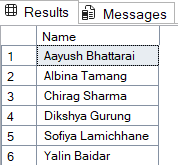 Results Messages
Name
1 Aayush Bhattarai
2 Albina Tamang
3 Chirag Sharma
4 Dikshya Gurung
5 Sofiya Lamichhane
6 Yalin Baidar